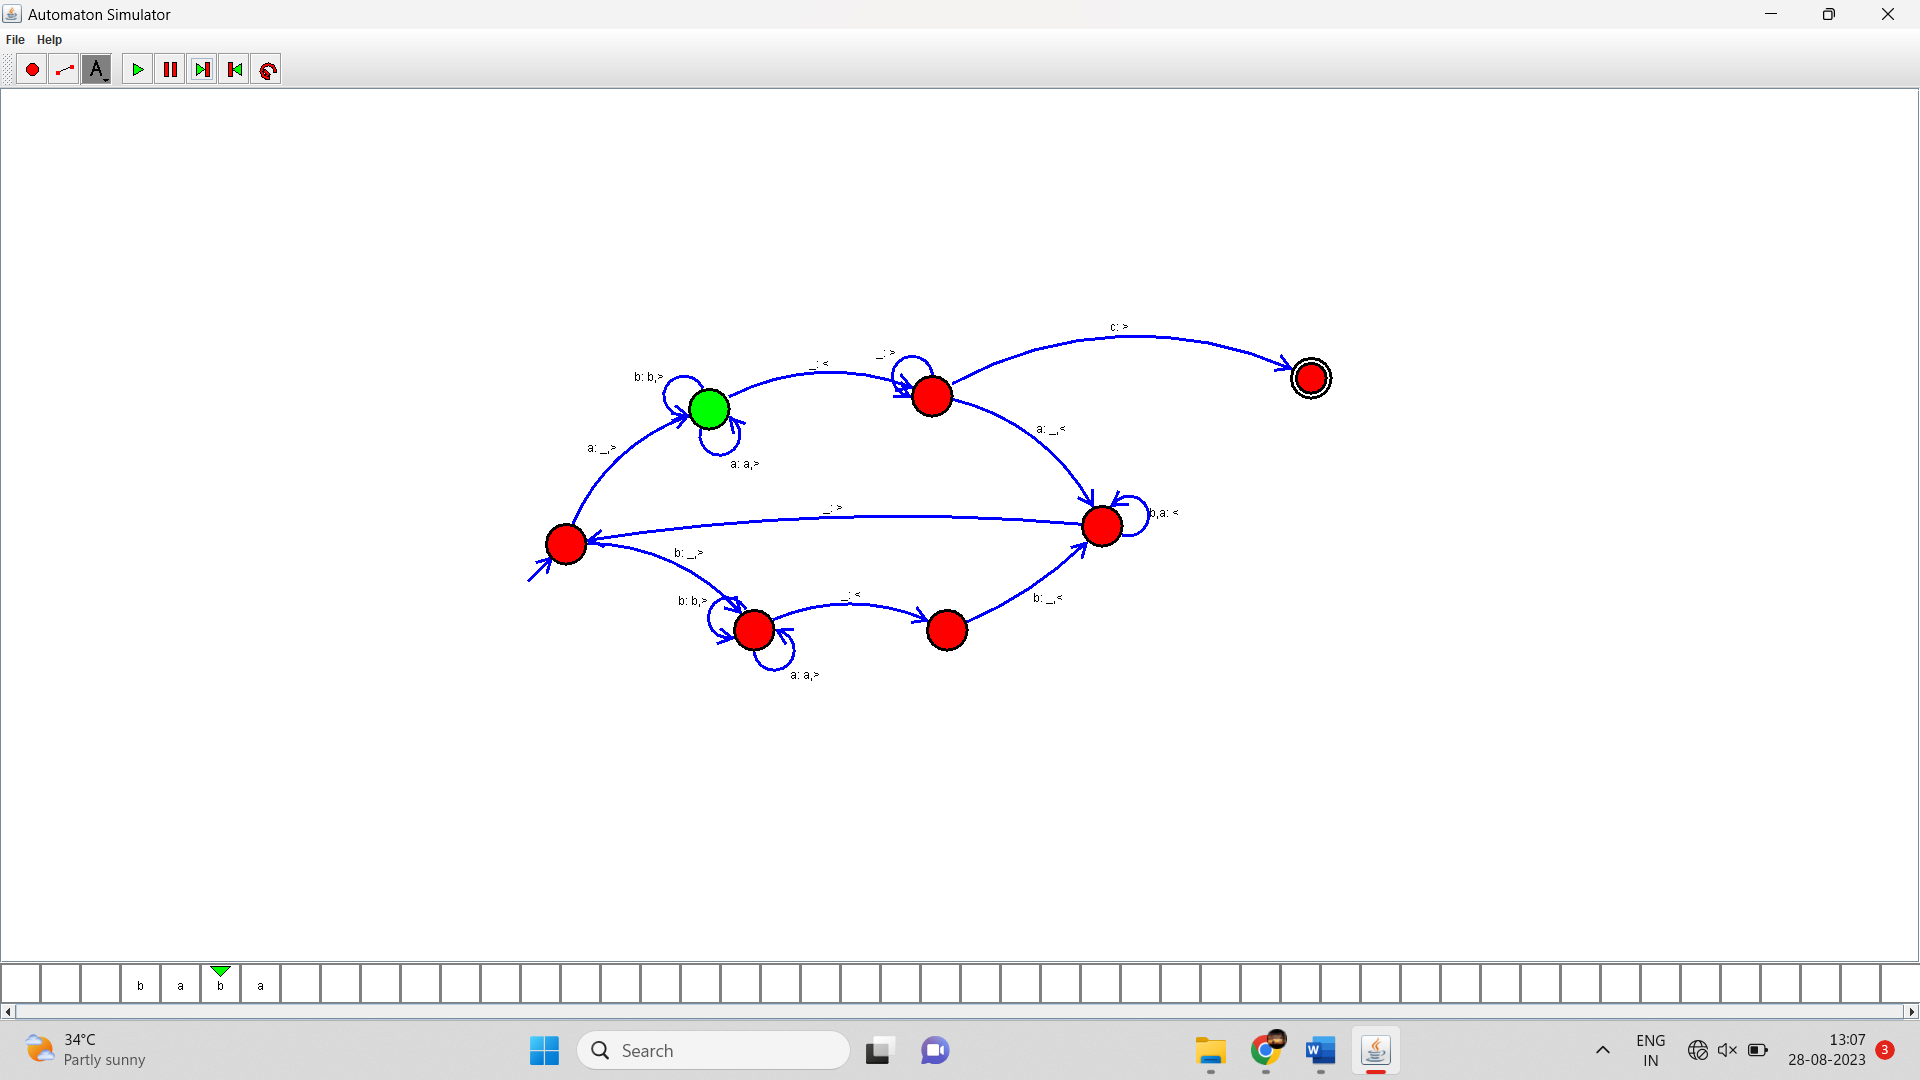 Automaton Simulator
File Help
A
c: >
_: >
_: <
b: b,>
a: _,<
a: _,>
a: a,>
_: >
b,a: <
b: _,>
_: <
b: b,>
b: _,<
a: a,>
b a b a
34°C
Partly sunny
Search
W
ENG
IN
13:07
28-08-2023
3